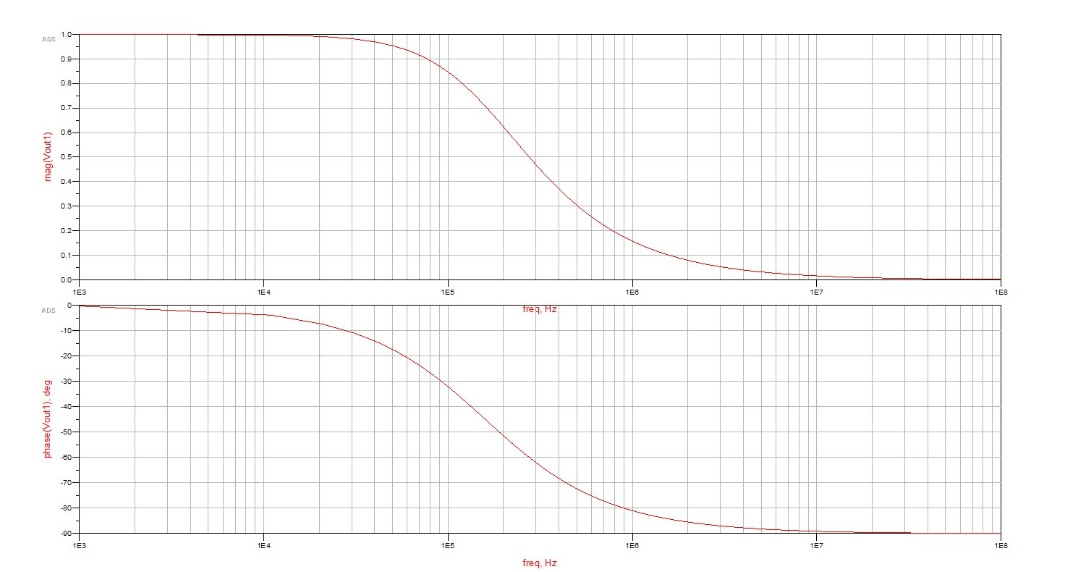 ADS
1.0
0.9
0.8
0.7
0.6
0.5
0.4
0.3
0.2
0.1
0.0
mag(Vout1)
1E3 1E4 1E5 1E6 1E7 1E8
freq, Hz
ADS
0
-10
-20
-30
-40
-50
-60
-70
-80
-90
phase(Vout1), deg
1E3 1E4 1E5 1E6 1E7 1E8
freq, Hz